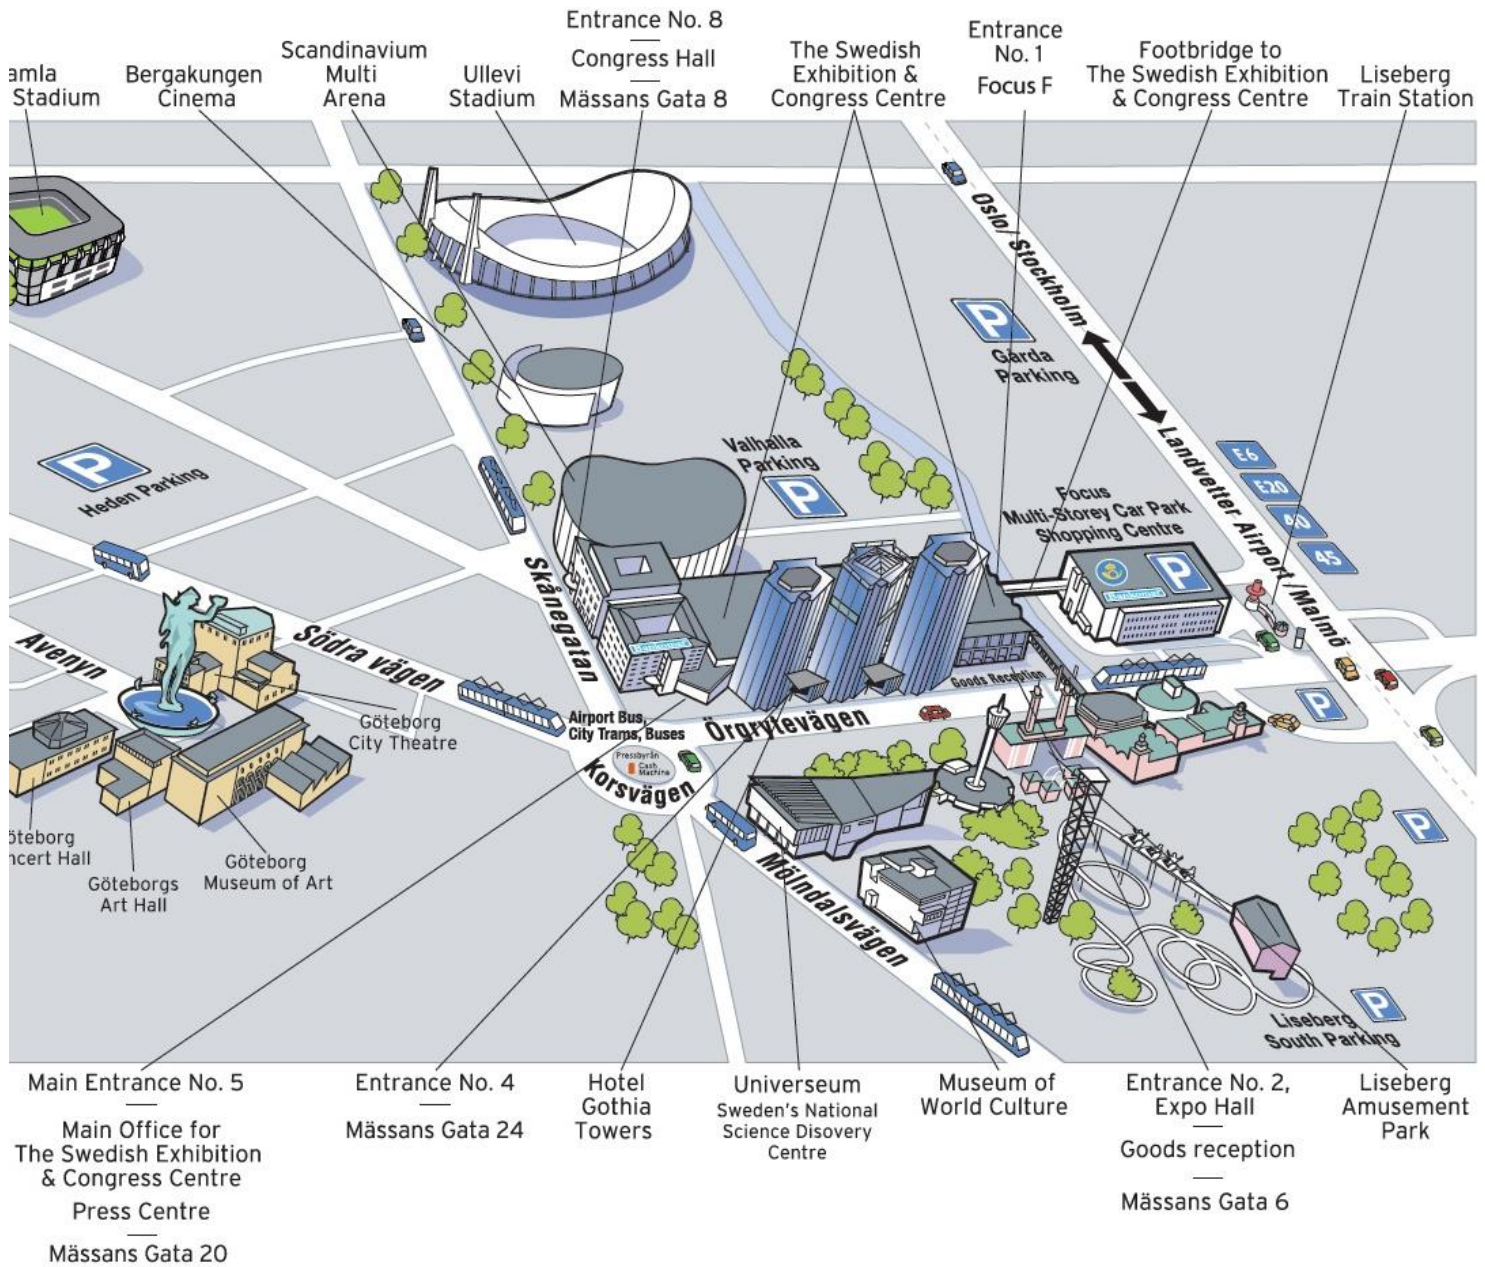 Entrance No. 8
Congress Hall
Mässans Gata 8
Scandinavium
Multi
Arena
Ullevi
Stadium
Bergakungen
Cinema
amla
Stadium
The Swedish
Exhibition &
Congress Centre
Entrance
No. 1
Focus F
Footbridge to
The Swedish Exhibition
& Congress Centre
Liseberg
Train Station
Oslo/ Stockholm
P
Gårda
Parking
Landvetter Airport /Malmö
E6
E20
40
45
Valhalla
Parking
P
P
Heden Parking
Focus
Multi-Storey Car Park
Shopping Centre
P
Bankomat
Skånegatan
Bankomat
Södra vägen
Avenyn
Goods Reception
Göteborg
City Theatre
Airport Bus,
City Trams, Buses
Örgrytevägen
P
Pressbyrån
Cash
Machine
Korsvägen
P
öteborg
ncert Hall
Göteborgs
Art Hall
Göteborg
Museum of Art
Mölndalsvägen
P
Liseberg
South Parking
Main Entrance No. 5
Main Office for
The Swedish Exhibition
& Congress Centre
Press Centre
Mässans Gata 20
Entrance No. 4
Mässans Gata 24
Hotel
Gothia
Towers
Universeum
Sweden's National
Science Disovery
Centre
Museum of
World Culture
Entrance No. 2,
Expo Hall
Goods reception
Mässans Gata 6
Liseberg
Amusement
Park